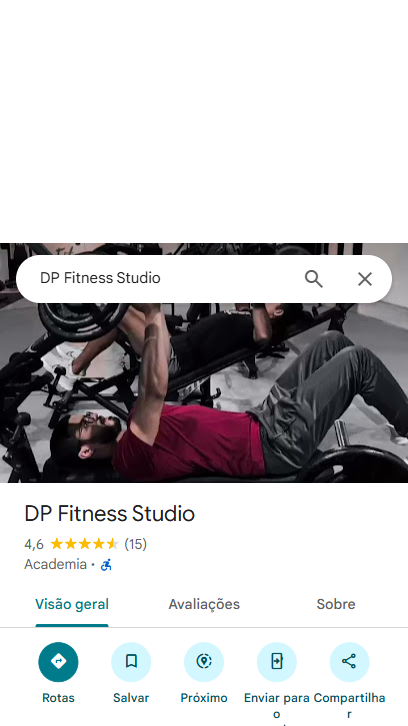 DP Fitness Studio
DP Fitness Studio
4,6 (15)
Academia ·
Visão geral Avaliações Sobre
Rotas Salvar Próximo Enviar para Compartilha
o r